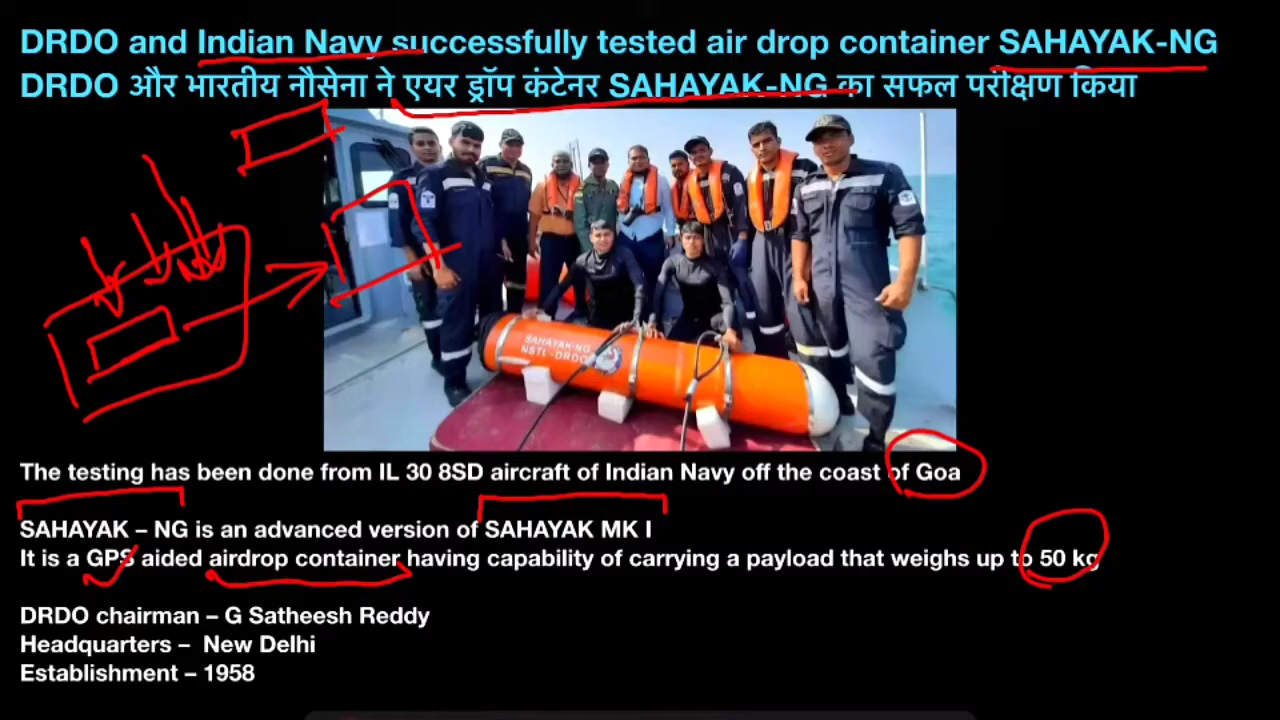 DRDO and Indian Navy successfully tested air drop container SAHAYAK-NG
DRDO और भारतीय नौसेना ने एयर ड्रॉप कंटेनर SAHAYAK-NG का सफल परीक्षण किया
SAHAYAK-NG
NSTL-DRDO
The testing has been done from IL 30 8SD aircraft of Indian Navy off the coast of Goa
SAHAYAK – NG is an advanced version of SAHAYAK MK I
It is a GPS aided airdrop container having capability of carrying a payload that weighs up to 50 kg
DRDO chairman – G Satheesh Reddy
Headquarters – New Delhi
Establishment – 1958